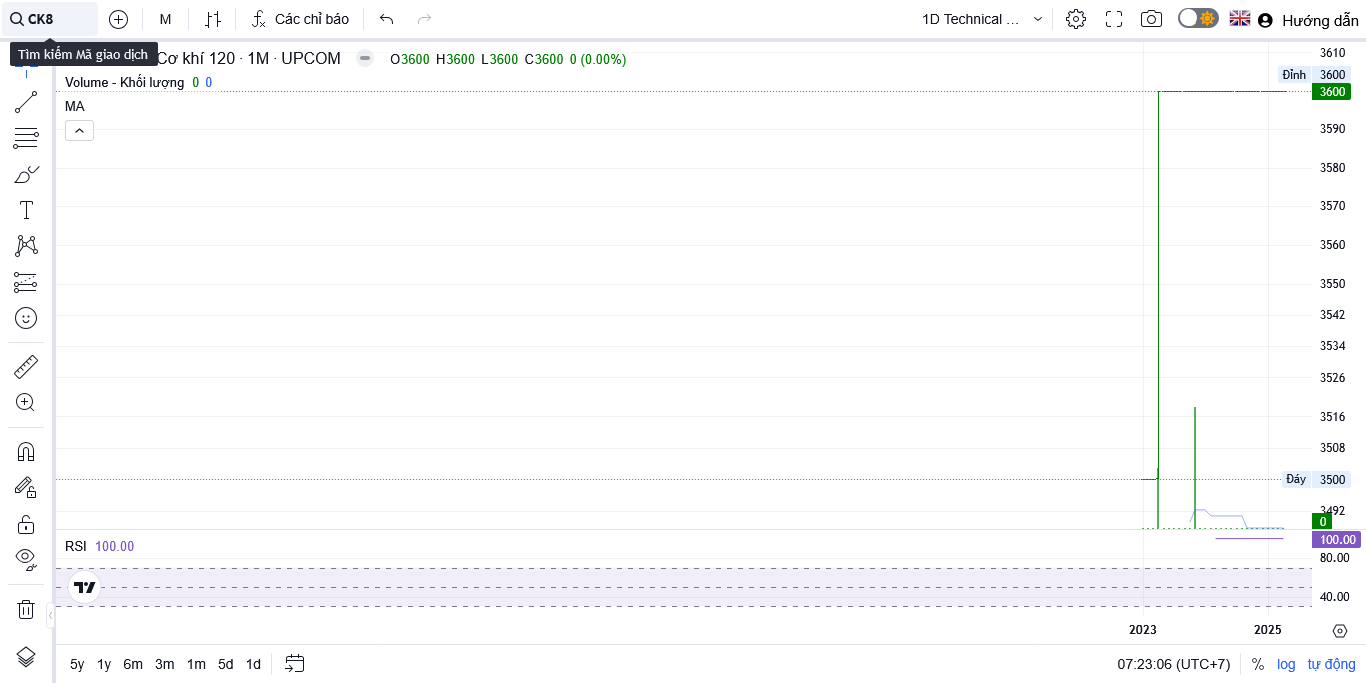 CK8
M
Các chỉ báo
1D Technical ...
Hướng dẫn
Tìm kiếm Mã giao dịch
Cơ khí 120 · 1M · UPCOM
O3600 H3600 L3600 C3600 0 (0.00%)
Volume - Khối lượng 0 0
MA
3610
Đỉnh 3600
3600
3590
3580
3570
3560
3550
3542
3534
3526
3516
3508
Đáy 3500
3492
0
RSI 100.00
100.00
80.00
40.00
2023 2025
5y 1y 6m 3m 1m 5d 1d
07:23:06 (UTC+7) % log tự động